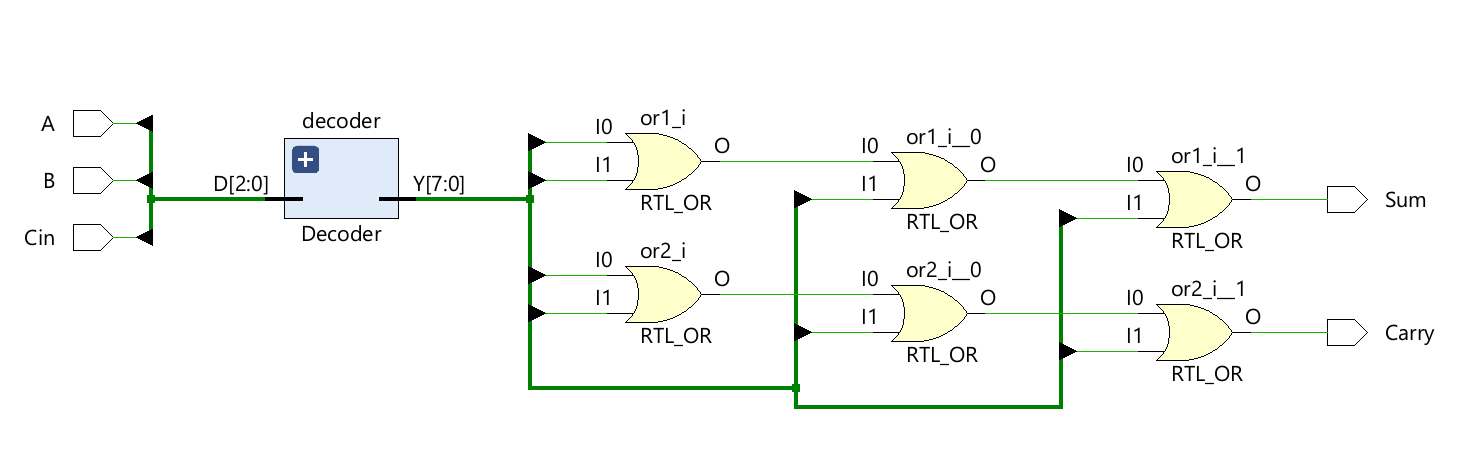 A
B
Cin
decoder
D[2:0]
Y[7:0]
Decoder
or1_i
I0
I1
O
RTL_OR
or2_i
I0
I1
O
RTL_OR
or1_i__0
I0
I1
O
RTL_OR
or2_i__0
I0
I1
O
RTL_OR
or1_i__1
I0
I1
O
RTL_OR
or2_i__1
I0
I1
O
RTL_OR
Sum
Carry